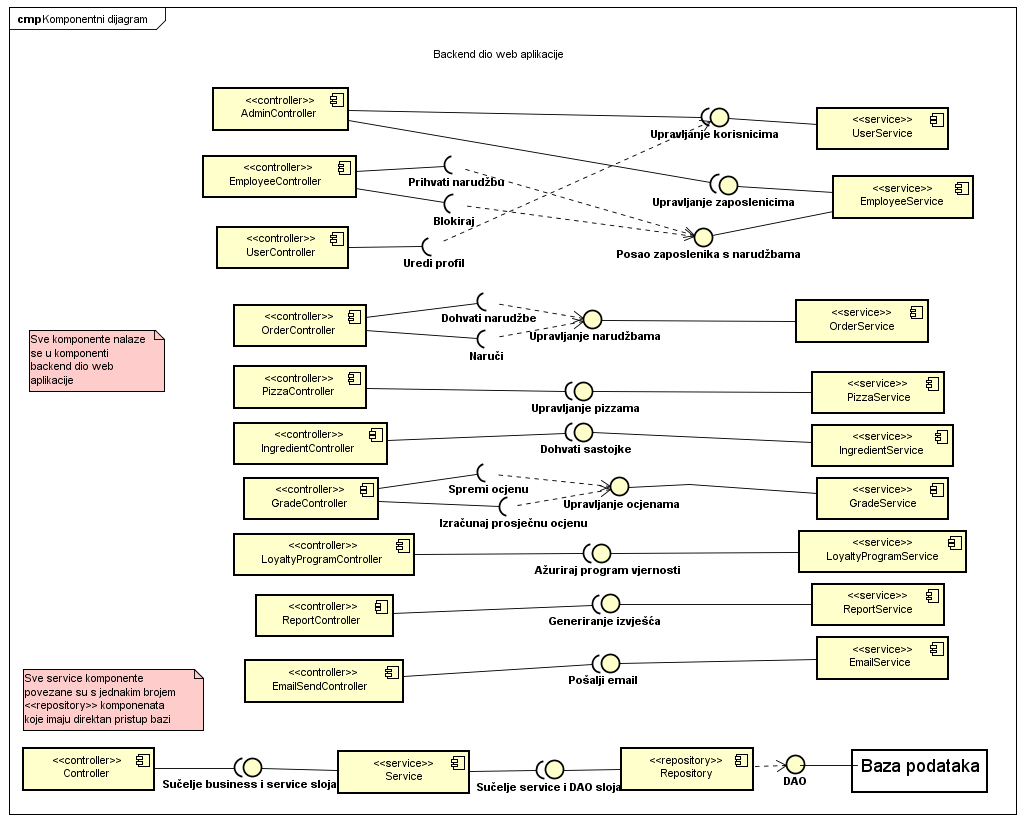 cmp Komponentni dijagram
Backend dio web aplikacije
<<controller>>
AdminController
Upravljanje korisnicima
<<service>>
UserService
<<controller>>
EmployeeController
Prihvati narudžbu
Blokiraj
Upravljanje zaposlenicima
<<service>>
EmployeeService
<<controller>>
UserController
Uredi profil
Posao zaposlenika s narudžbama
<<controller>>
OrderController
Dohvati narudžbe
Naruči
Upravljanje narudžbama
<<service>>
OrderService
Sve komponente nalaze
se u komponenti
backend dio web
aplikacije
<<controller>>
PizzaController
Upravljanje pizzama
<<service>>
PizzaService
<<controller>>
IngredientController
Dohvati sastojke
<<service>>
IngredientService
<<controller>>
GradeController
Spremi ocjenu
Izračunaj prosječnu ocjenu
Upravljanje ocjenama
<<service>>
GradeService
<<controller>>
LoyaltyProgramController
Ažuriraj program vjernosti
<<service>>
LoyaltyProgramService
<<controller>>
ReportController
Generiranje izvješća
<<service>>
ReportService
<<controller>>
EmailSendController
Pošalji email
<<service>>
EmailService
Sve service komponente
povezane su s jednakim brojem
<<repository>> komponenata
koje imaju direktan pristup bazi
<<controller>>
Controller
Sučelje business i service sloja
<<service>>
Service
Sučelje service i DAO sloja
<<repository>>
Repository
DAO
Baza podataka